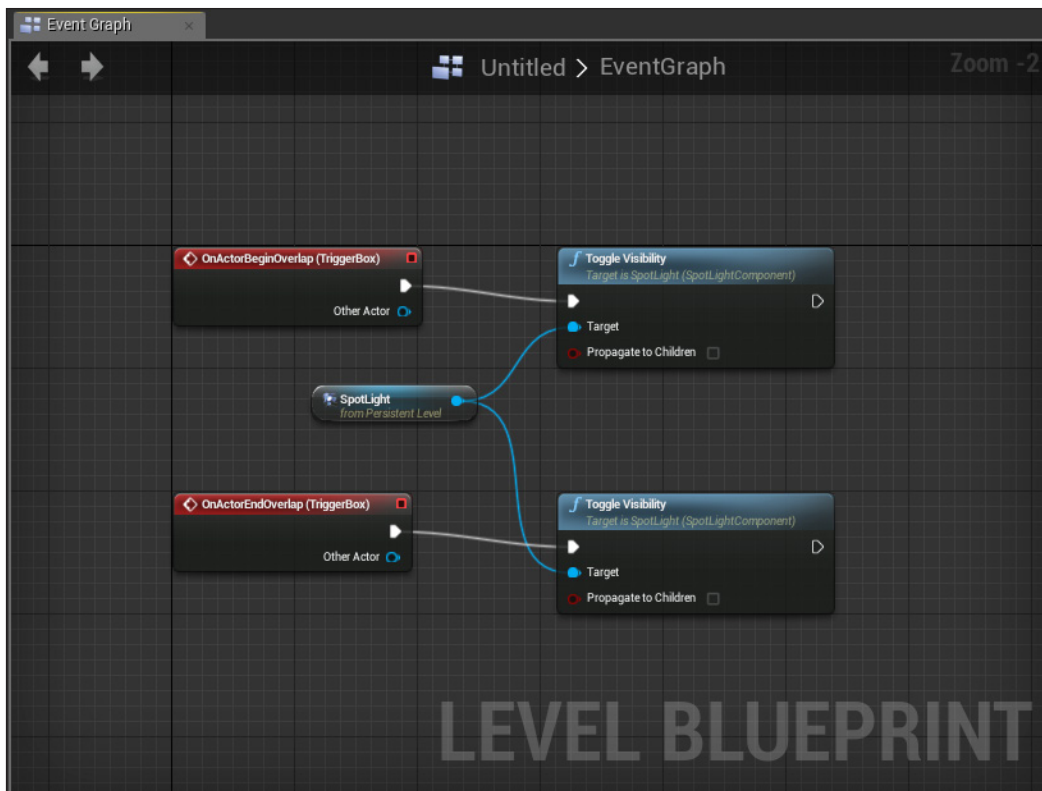 Event Graph
Untitled > EventGraph
Zoom -2
OnActorBeginOverlap (TriggerBox)
Other Actor
Toggle Visibility
Target is SpotLight (SpotLightComponent)
Target
Propagate to Children
SpotLight
from Persistent Level
OnActorEndOverlap (TriggerBox)
Other Actor
Toggle Visibility
Target is SpotLight (SpotLightComponent)
Target
Propagate to Children
LEVEL BLUEPRINT